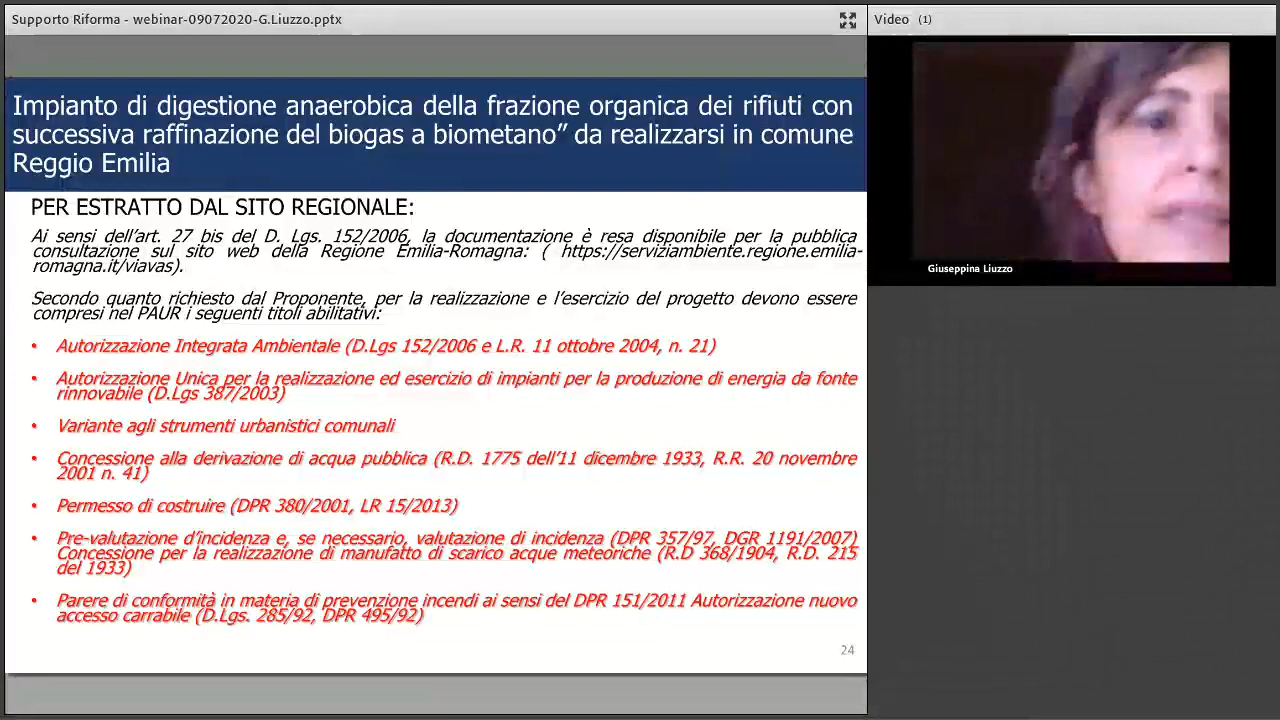 Supporto Riforma - webinar-09072020-G.Liuzzo.pptx
Video (1)
Impianto di digestione anaerobica della frazione organica dei rifiuti con
successiva raffinazione del biogas a biometano” da realizzarsi in comune
Reggio Emilia
PER ESTRATTO DAL SITO REGIONALE:
Ai sensi dell’art. 27 bis del D. Lgs. 152/2006, la documentazione è resa disponibile per la pubblica
consultazione sul sito web della Regione Emilia-Romagna: ( https://serviziambiente.regione.emilia-
romagna.it/viavas).
Secondo quanto richiesto dal Proponente, per la realizzazione e l’esercizio del progetto devono essere
compresi nel PAUR i seguenti titoli abilitativi:
• Autorizzazione Integrata Ambientale (D.Lgs 152/2006 e L.R. 11 ottobre 2004, n. 21)
• Autorizzazione Unica per la realizzazione ed esercizio di impianti per la produzione di energia da fonte
rinnovabile (D.Lgs 387/2003)
• Variante agli strumenti urbanistici comunali
• Concessione alla derivazione di acqua pubblica (R.D. 1775 dell’11 dicembre 1933, R.R. 20 novembre
2001 n. 41)
• Permesso di costruire (DPR 380/2001, LR 15/2013)
• Pre-valutazione d’incidenza e, se necessario, valutazione di incidenza (DPR 357/97, DGR 1191/2007)
Concessione per la realizzazione di manufatto di scarico acque meteoriche (R.D 368/1904, R.D. 215
del 1933)
• Parere di conformità in materia di prevenzione incendi ai sensi del DPR 151/2011 Autorizzazione nuovo
accesso carrabile (D.Lgs. 285/92, DPR 495/92)
24
Giuseppina Liuzzo